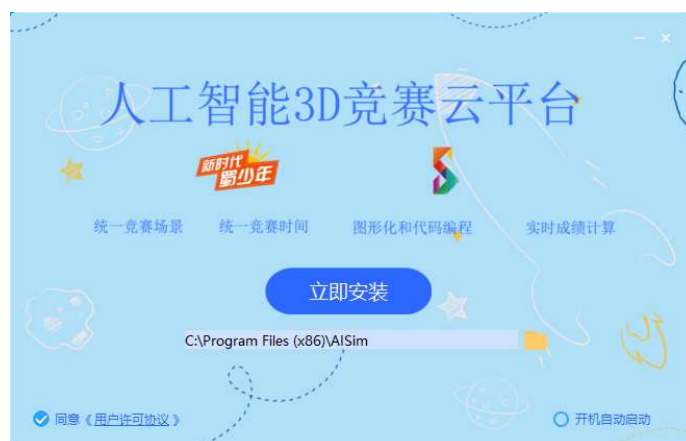 人工智能3D竞赛云平台
新时代
蜀少年
统一竞赛场景 统一竞赛时间 图形化和代码编程 实时成绩计算
立即安装
C:\Program Files (x86)\AISim
同意《用户许可协议》 开机自动启动